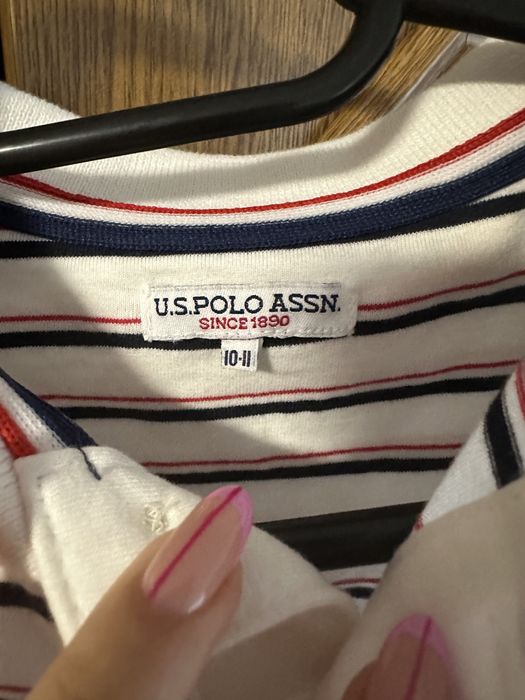 U.S.POLO ASSN.
SINCE 1890
10-11